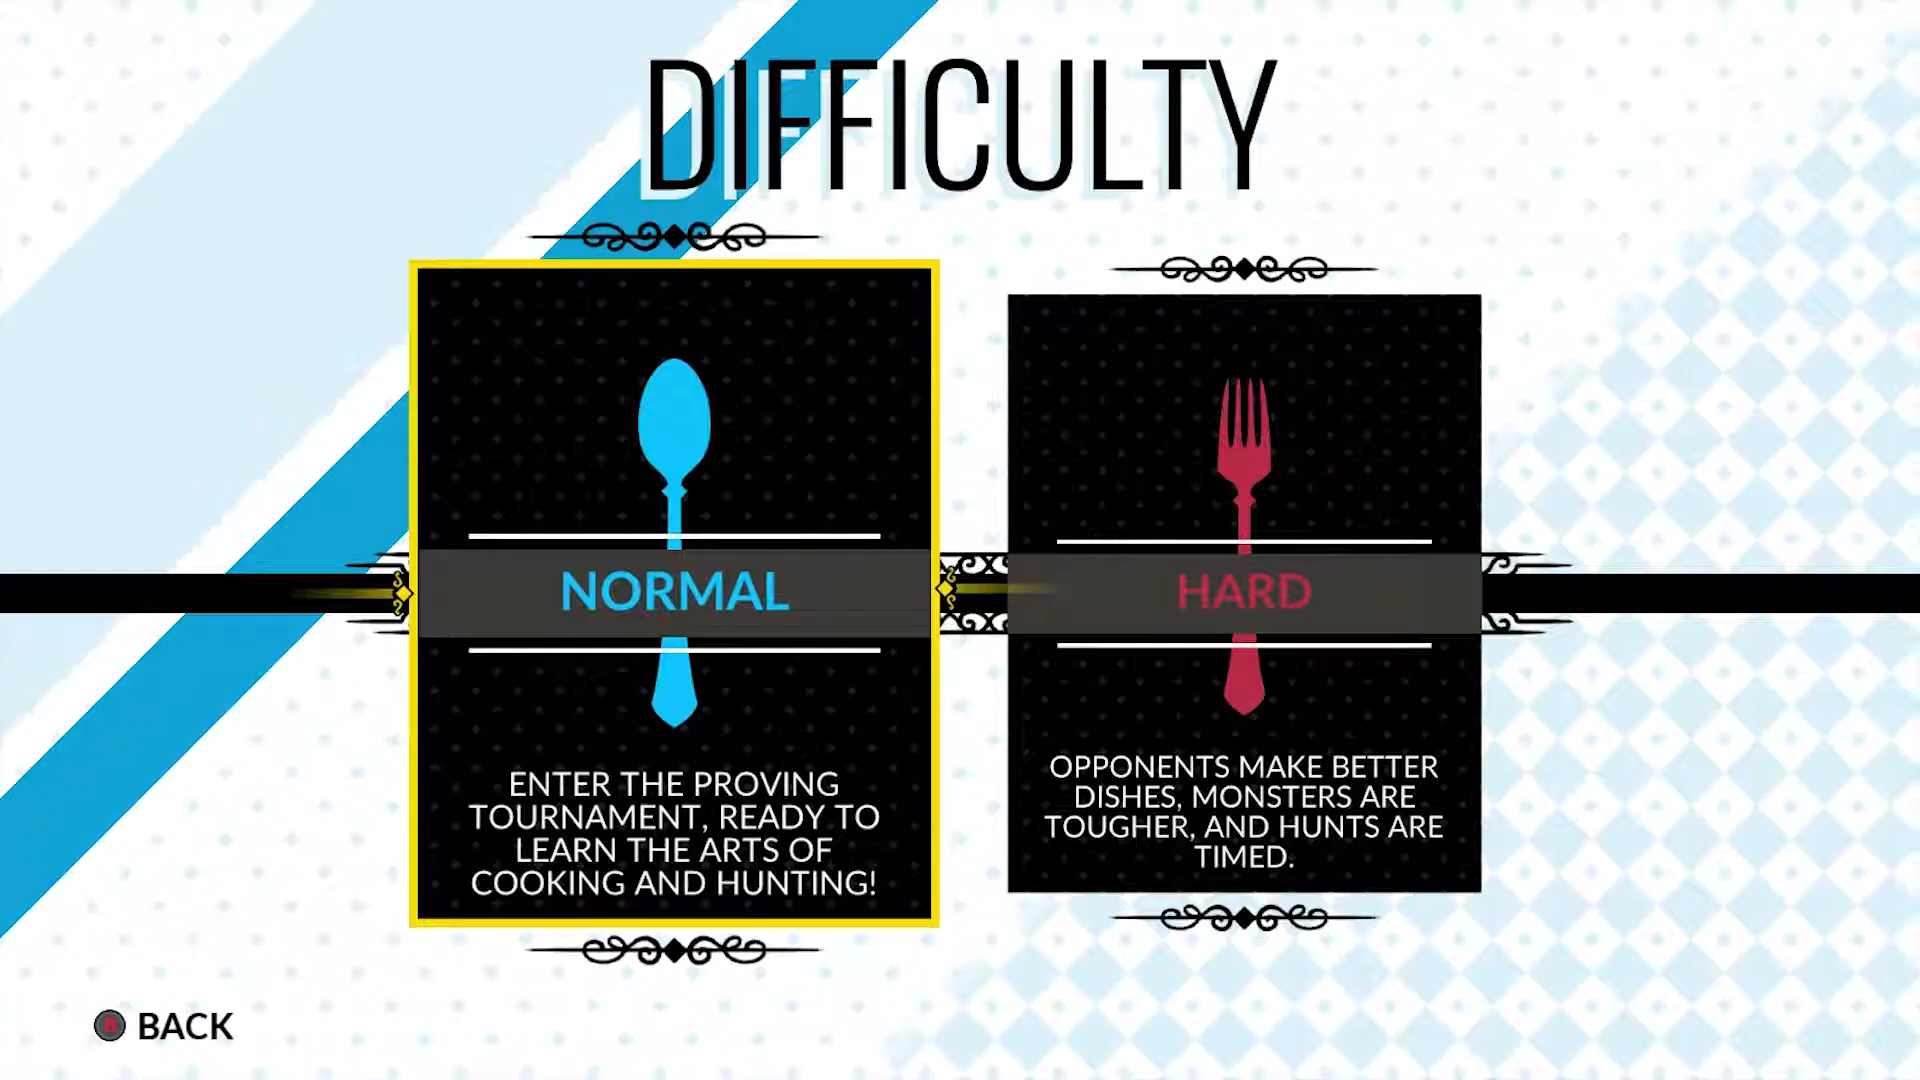 DIFFICULTY
NORMAL
ENTER THE PROVING
TOURNAMENT, READY TO
LEARN THE ARTS OF
COOKING AND HUNTING!
HARD
OPPONENTS MAKE BETTER
DISHES, MONSTERS ARE
TOUGHER, AND HUNTS ARE
TIMED.
B BACK